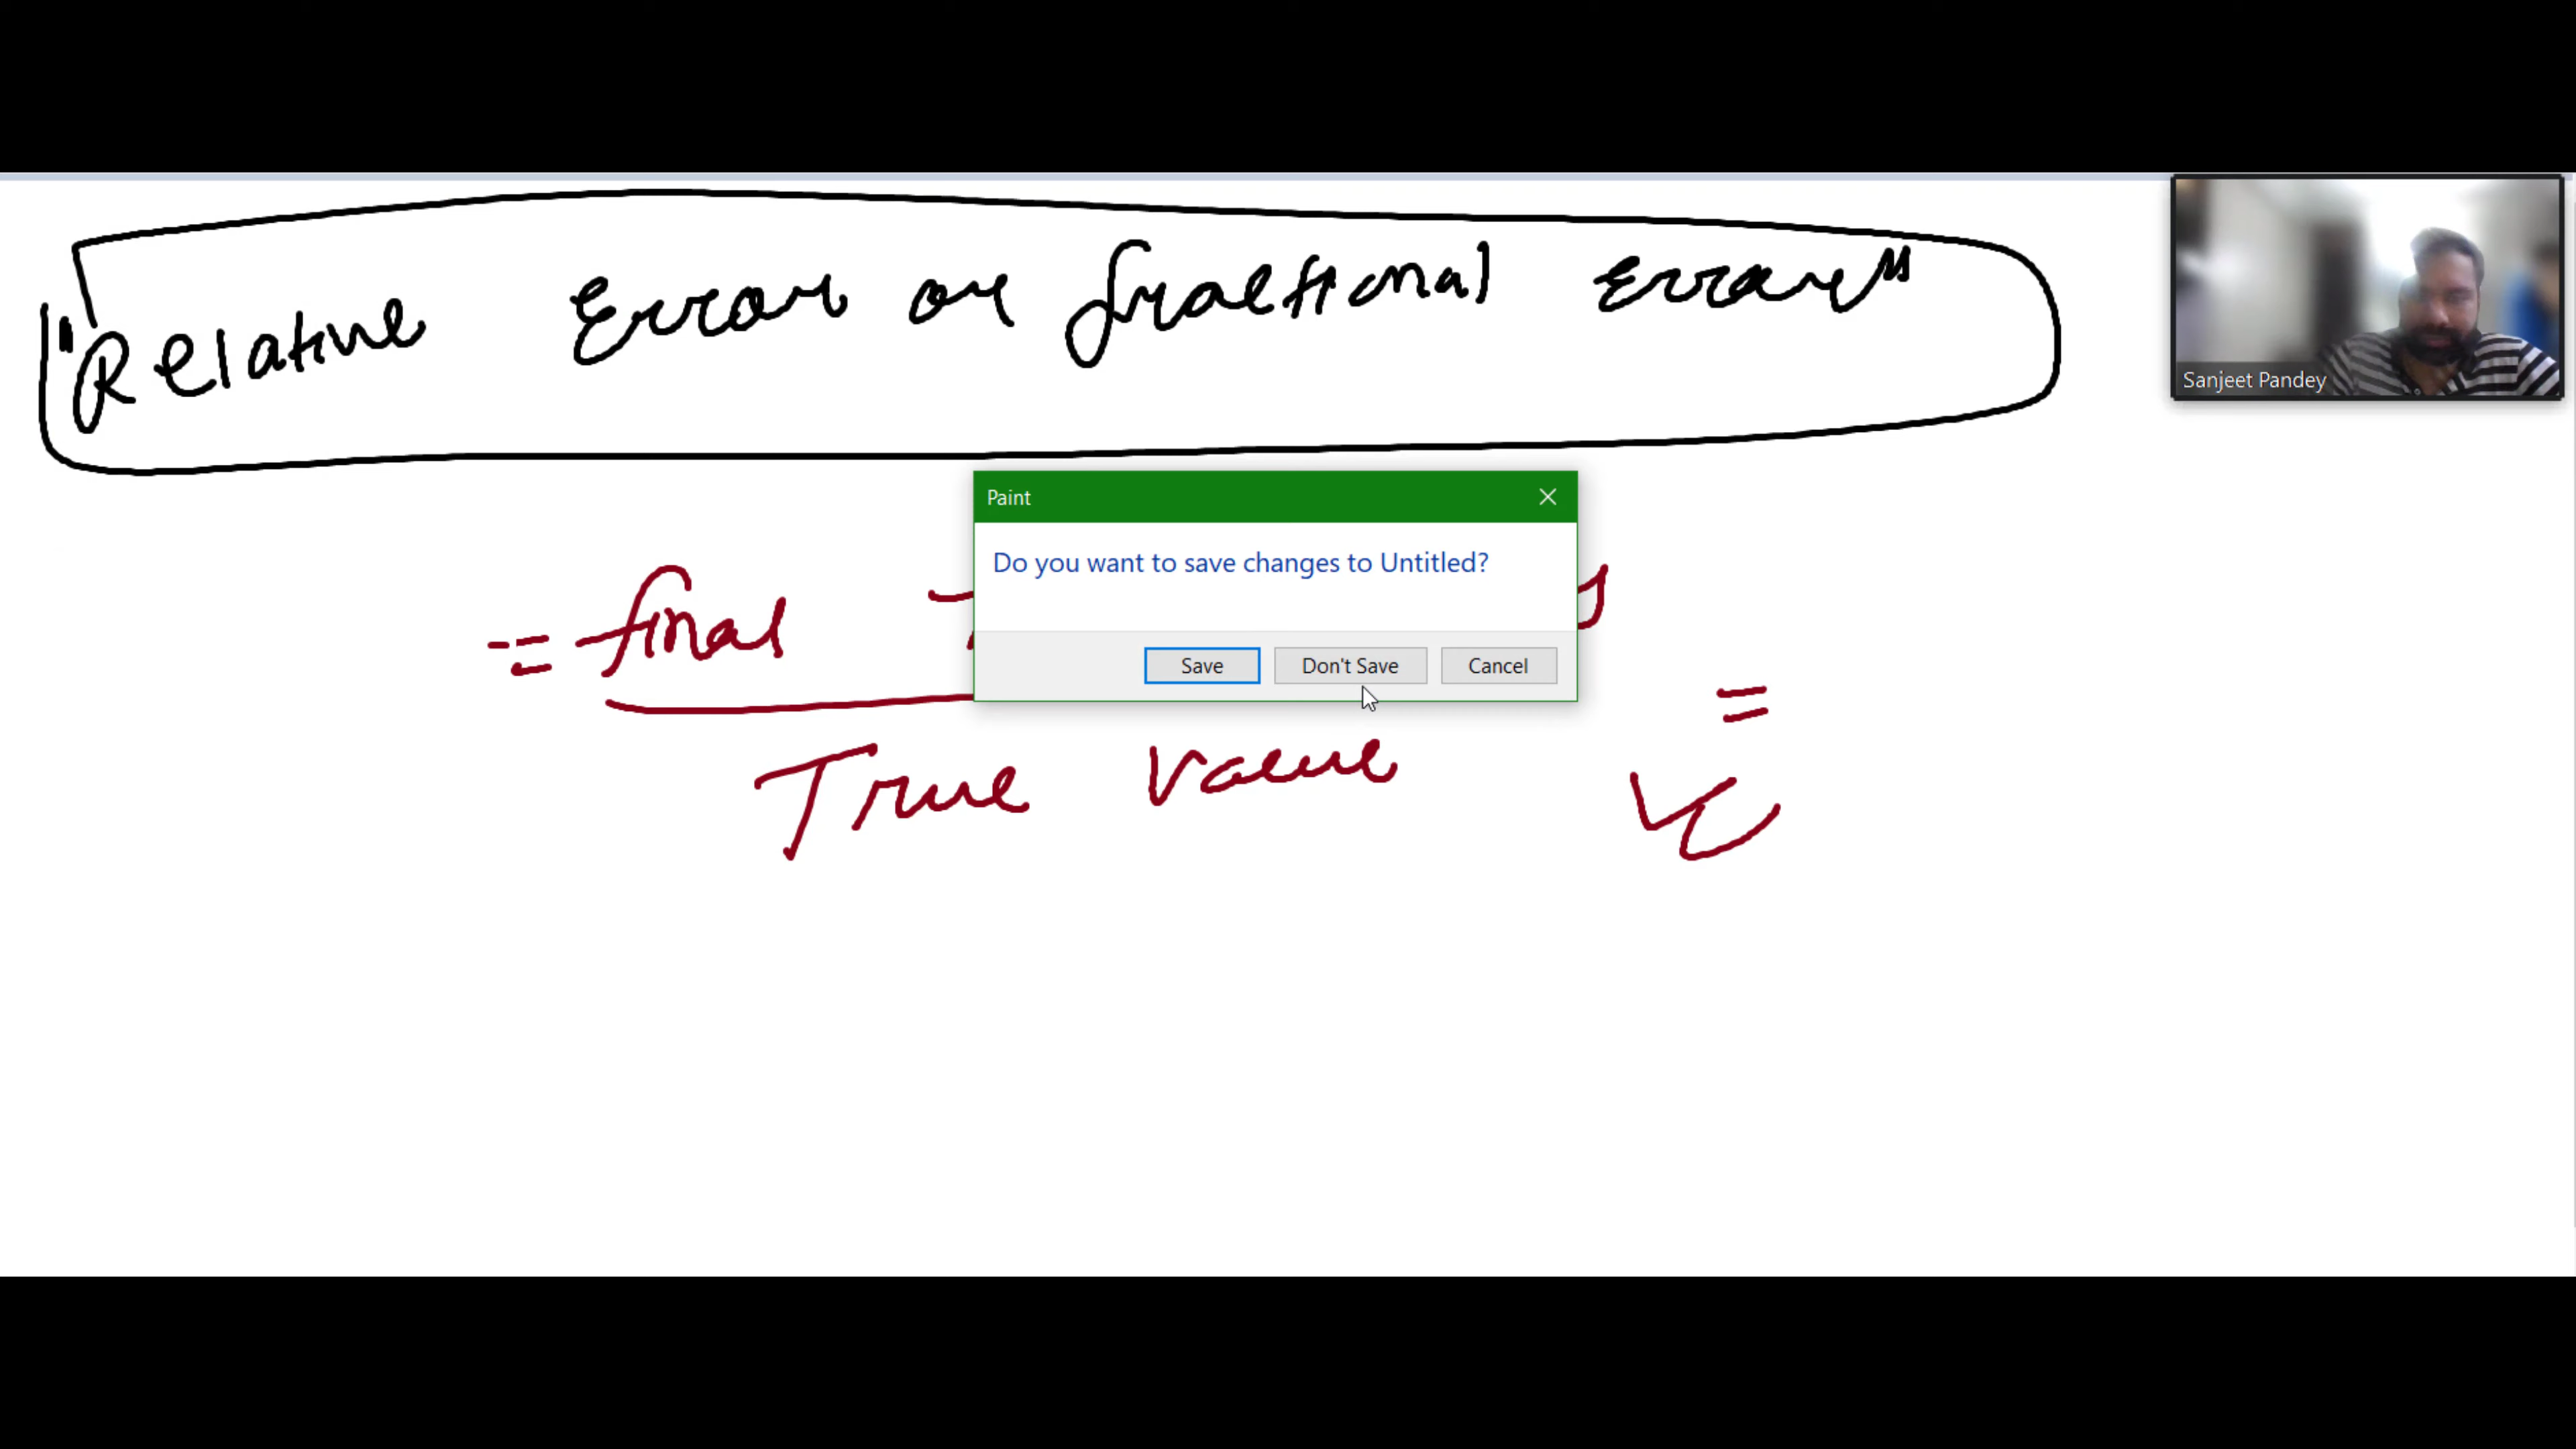 "Relative Error or fractional Error"
Sanjeet Pandey
Paint
Do you want to save changes to Untitled?
= final
Save Don't Save Cancel
=
True value